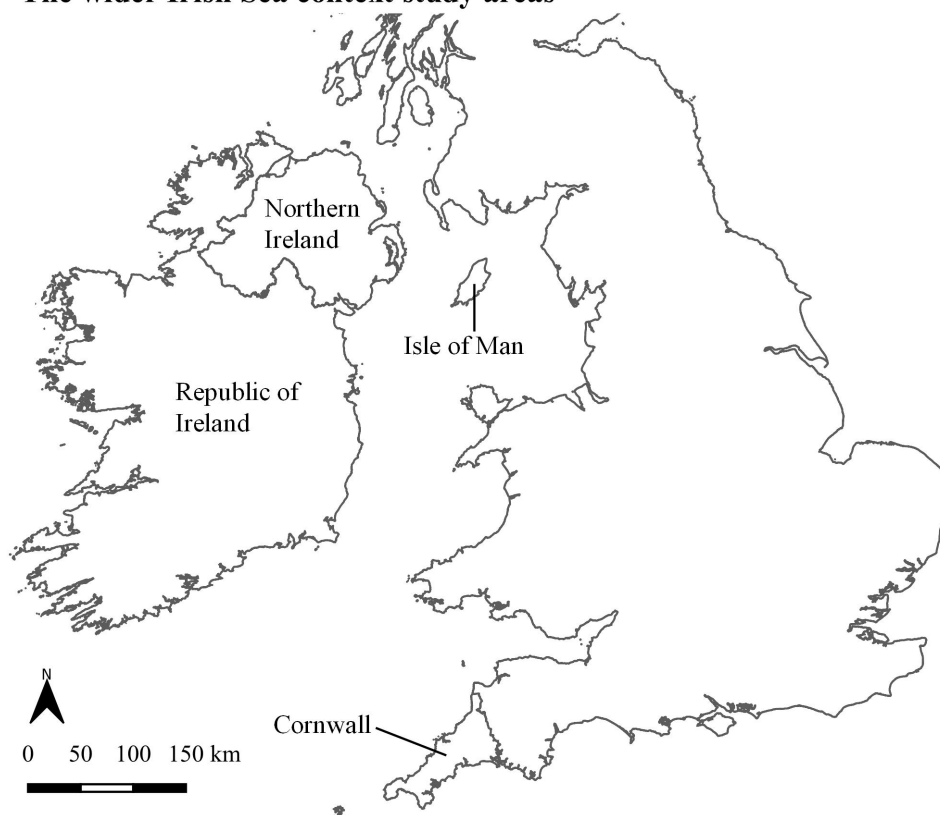 The wider Irish Sea context study areas
Northern
Ireland
Isle of Man
Republic of
Ireland
N
Cornwall
0 50 100 150 km